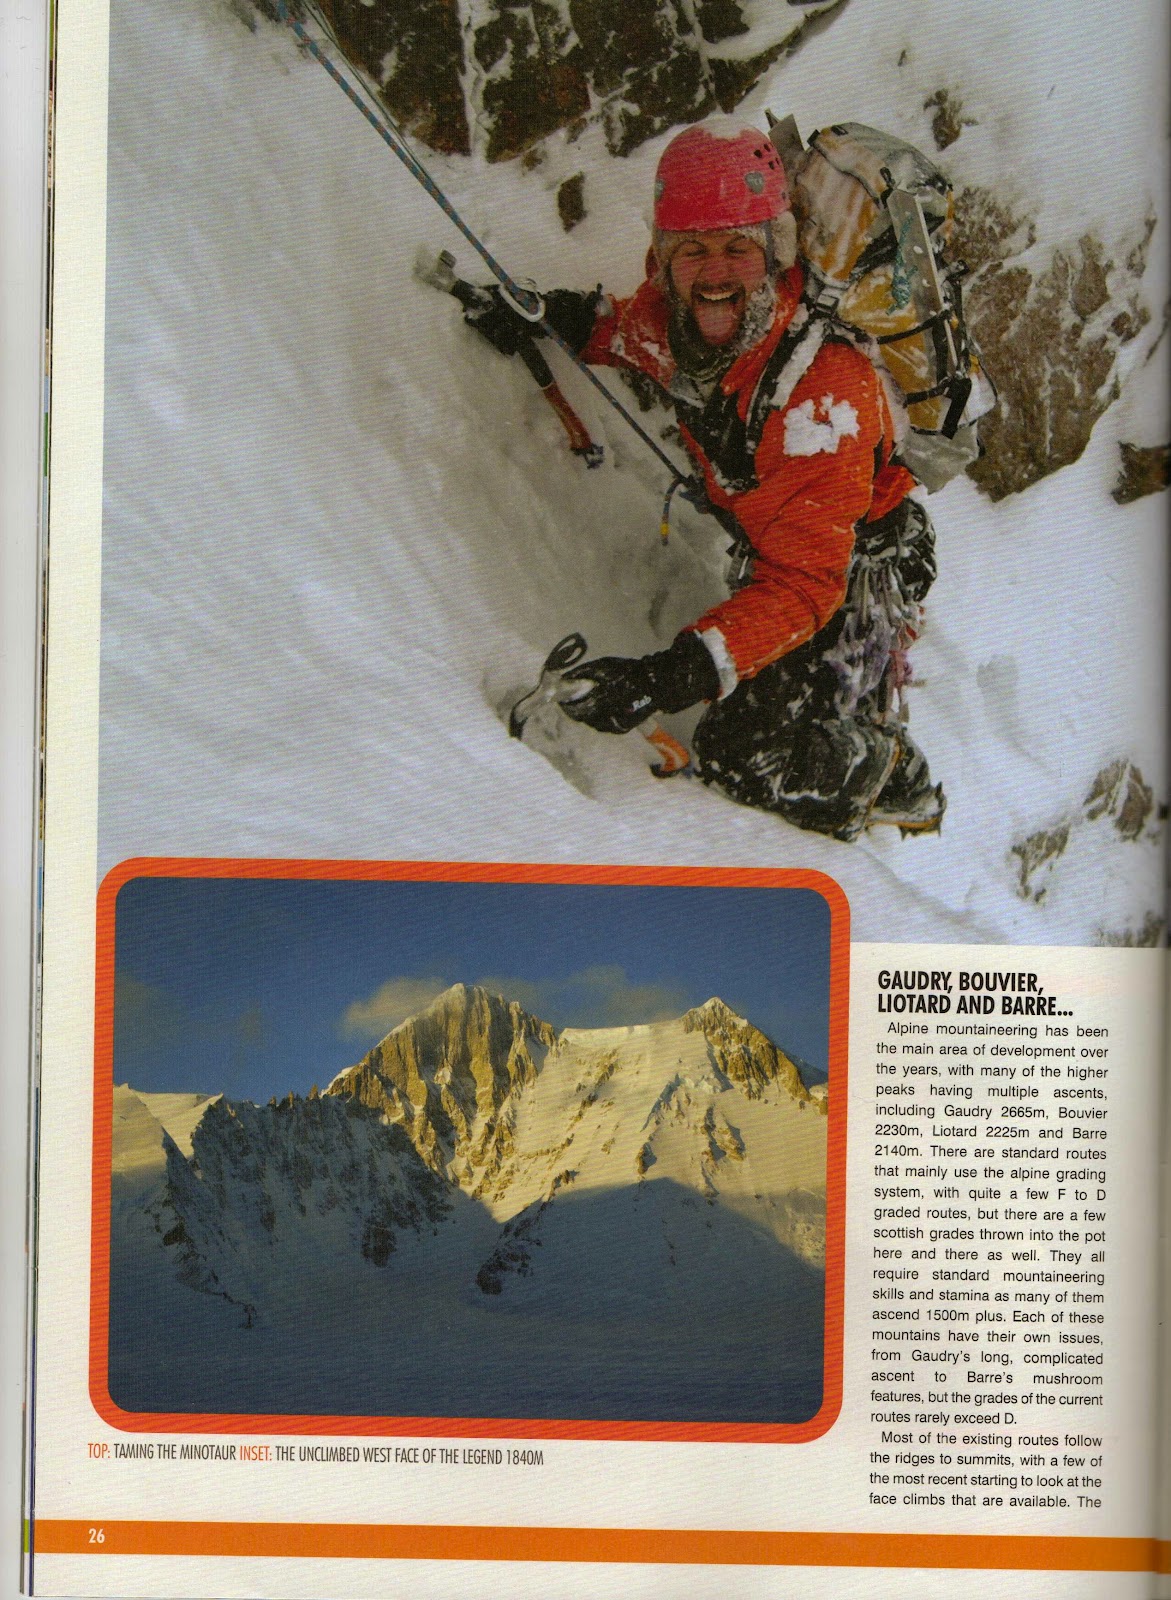 Rab
TOP: TAMING THE MINOTAUR INSET: THE UNCLIMBED WEST FACE OF THE LEGEND 1840M
GAUDRY, BOUVIER,
LIOTARD AND BARRE...
Alpine mountaineering has been
the main area of development over
the years, with many of the higher
peaks having multiple ascents,
including Gaudry 2665m, Bouvier
2230m, Liotard 2225m and Barre
2140m. There are standard routes
that mainly use the alpine grading
system, with quite a few F to D
graded routes, but there are a few
scottish grades thrown into the pot
here and there as well. They all
require standard mountaineering
skills and stamina as many of them
ascend 1500m plus. Each of these
mountains have their own issues,
from Gaudry's long, complicated
ascent to Barre's mushroom
features, but the grades of the current
routes rarely exceed D.
Most of the existing routes follow
the ridges to summits, with a few of
the most recent starting to look at the
face climbs that are available. The
26